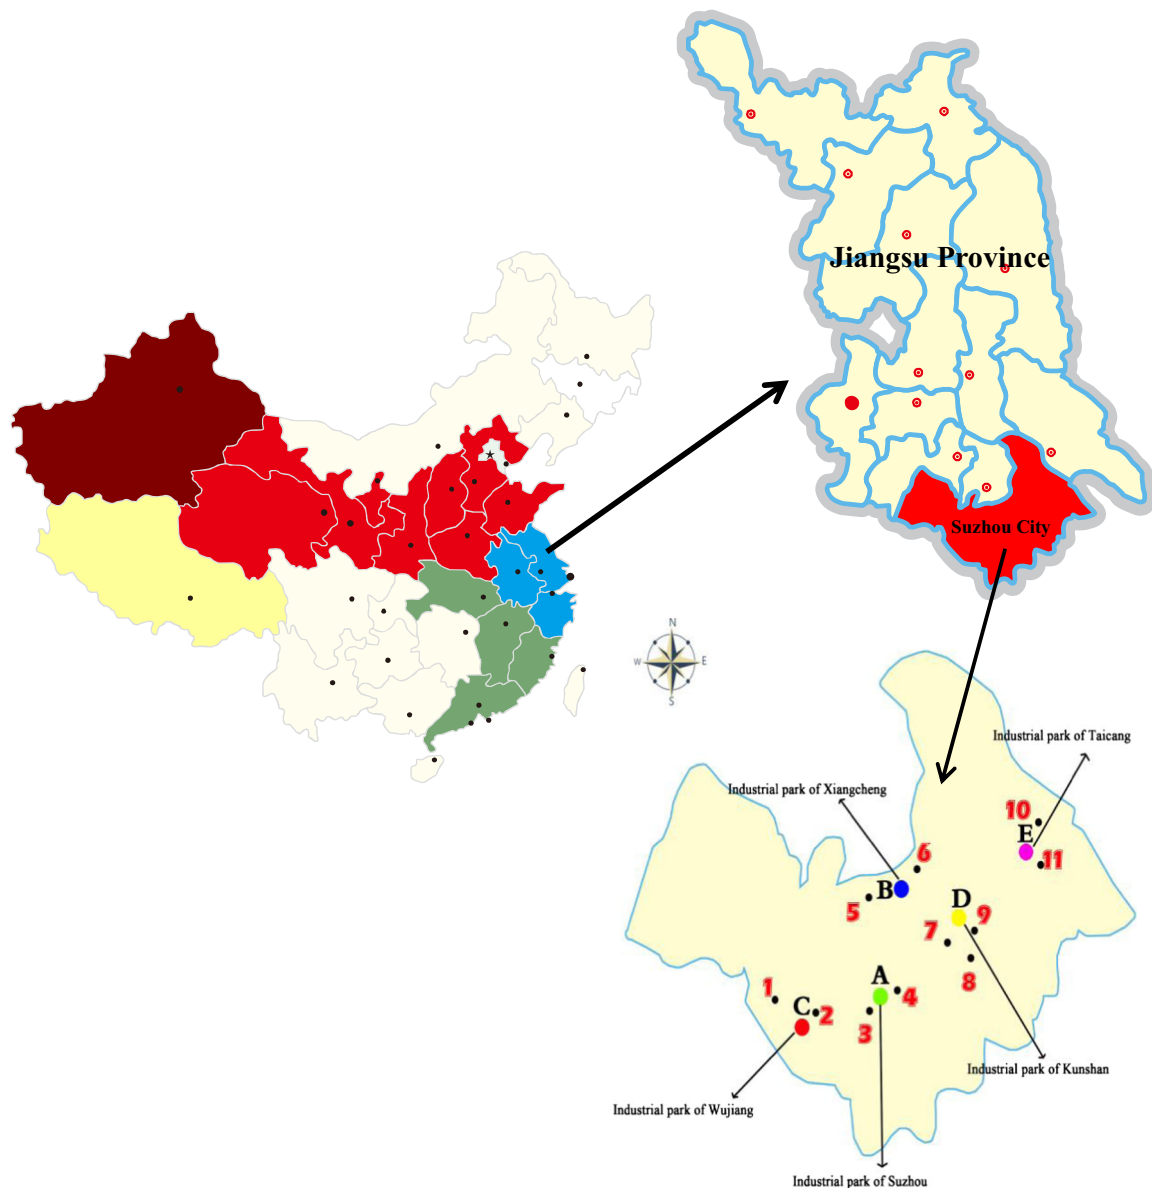 Jiangsu Province
Suzhou City
N
W
E
S
Industrial park of Taicang
Industrial park of Xiangcheng
10
E
11
6
B
5
D
9
7
8
A
4
1
C
2
3
Industrial park of Kunshan
Industrial park of Wujiang
Industrial park of Suzhou